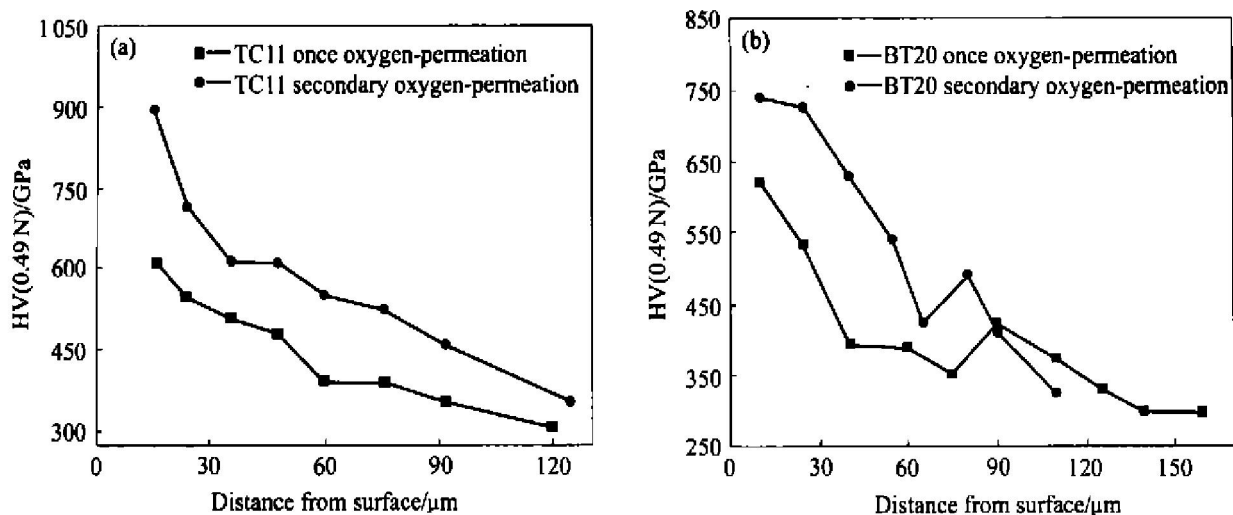 (a)
TC11 once oxygen-permeation
TC11 secondary oxygen-permeation
1 050
900
750
600
450
300
HV(0.49 N)/GPa
0
30
60
90
120
Distance from surface/μm
(b)
BT20 once oxygen-permeation
BT20 secondary oxygen-permeation
850
750
650
550
450
350
250
HV(0.49 N)/GPa
0
30
60
90
120
150
Distance from surface/μm